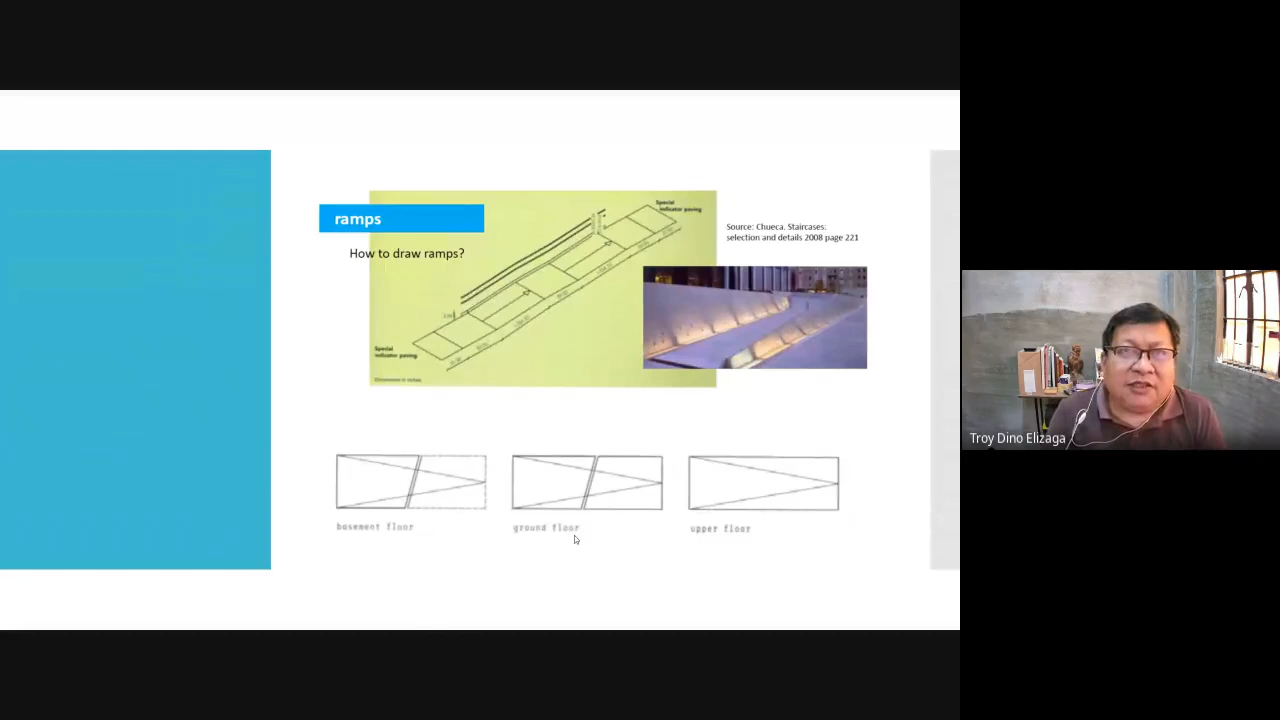 ramps
How to draw ramps?
Special
indicator paving
Source: Chueca. Staircases:
selection and details 2008 page 221
Special
indicator paving
basement floor
ground floor
upper floor
Troy Dino Elizaga